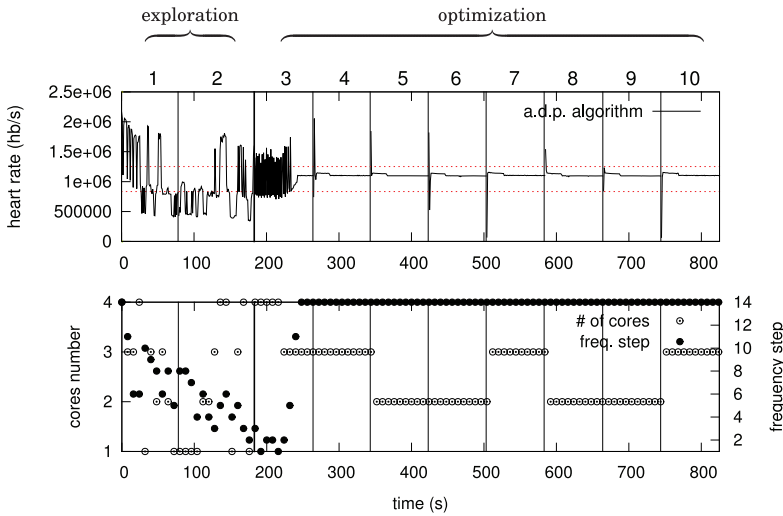 exploration optimization
1 2 3 4 5 6 7 8 9 10
2.5e+06
a.d.p. algorithm
2e+06
1.5e+06
1e+06
500000
0
heart rate (hb/s)
0 100 200 300 400 500 600 700 800
4 14
# of cores 12
freq. step
3 10
8
2 6
4
2
1
cores number
frequency step
0 100 200 300 400 500 600 700 800
time (s)